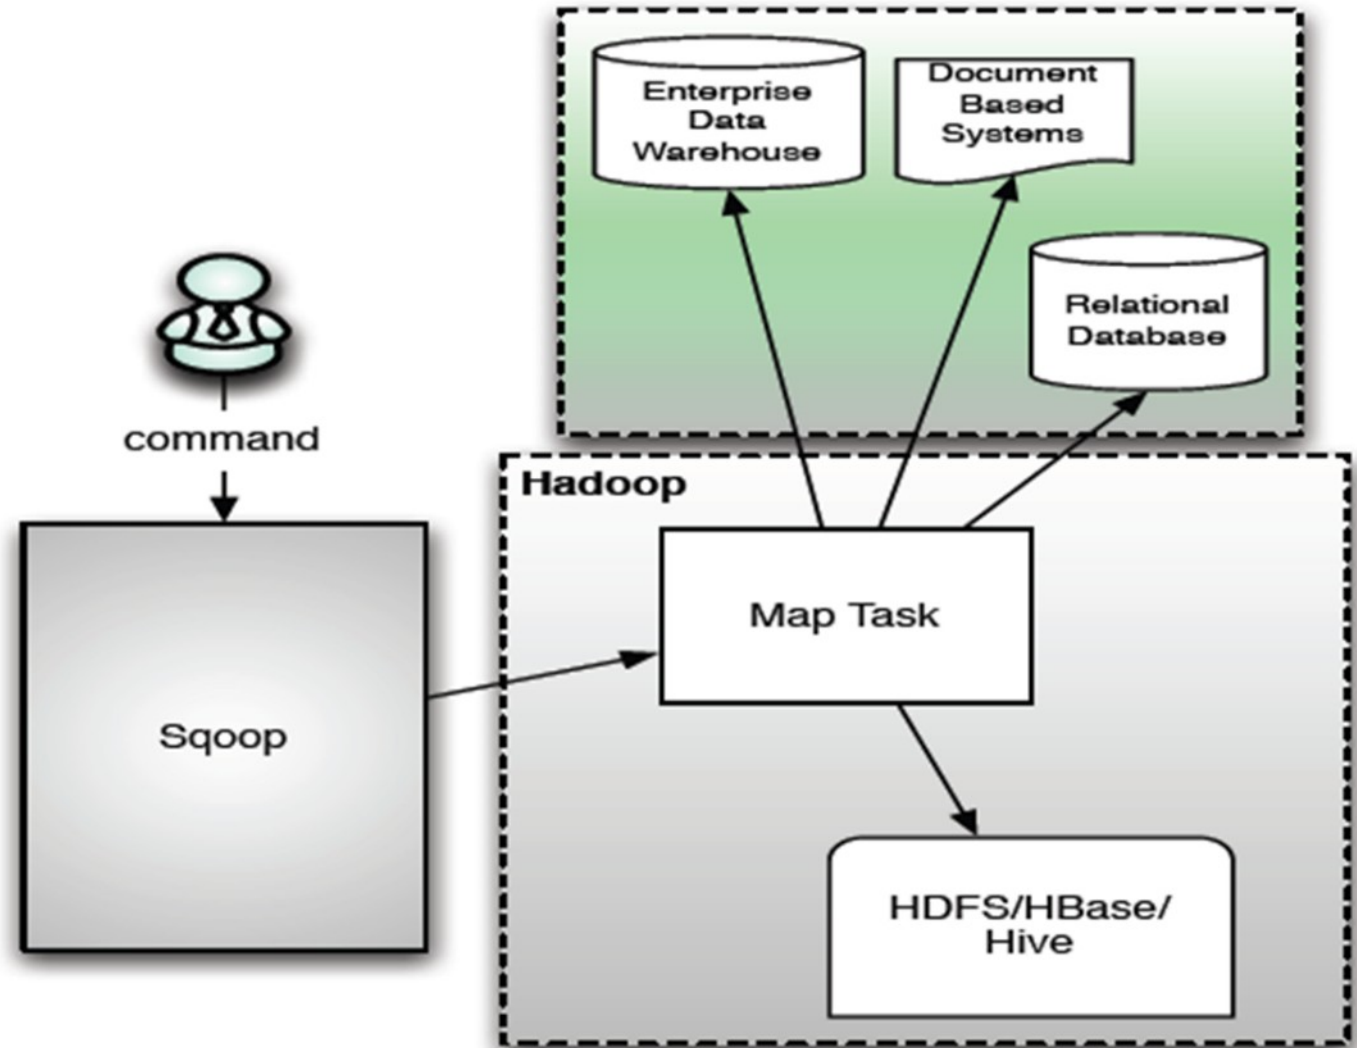 Enterprise
Data
Warehouse
Document
Based
Systems
Relational
Database
command
Hadoop
Map Task
Sqoop
HDFS/HBase/
Hive